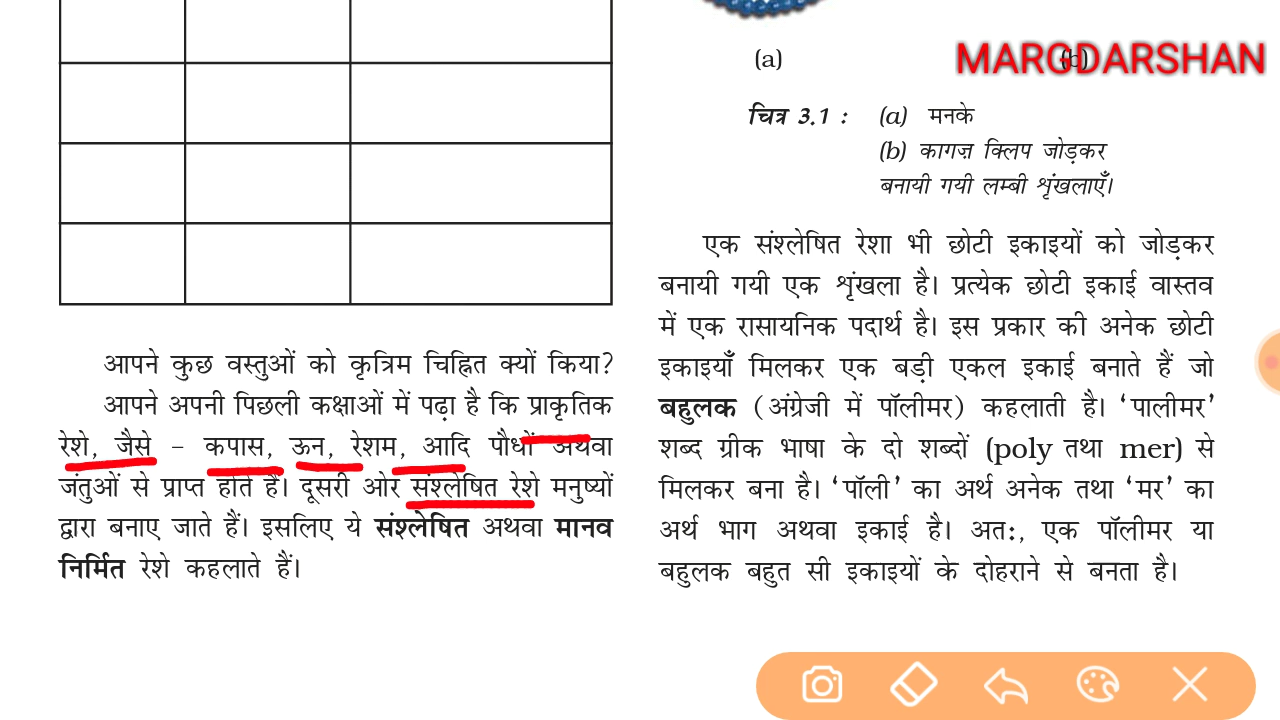 आपने कुछ वस्तुओं को कृत्रिम चिह्नित क्यों किया?
आपने अपनी पिछली कक्षाओं में पढ़ा है कि प्राकृतिक
रेशे, जैसे – कपास, ऊन, रेशम, आदि पौधों अथवा
जंतुओं से प्राप्त होते हैं। दूसरी ओर संश्लेषित रेशे मनुष्यों
द्वारा बनाए जाते हैं। इसलिए ये संश्लेषित अथवा मानव
निर्मित रेशे कहलाते हैं।
(a)
(b)
MARGDARSHAN
चित्र 3.1 : (a) मनके
(b) कागज़ क्लिप जोड़कर
बनायी गयी लम्बी शृंखलाएँ।
एक संश्लेषित रेशा भी छोटी इकाइयों को जोड़कर
बनायी गयी एक शृंखला है। प्रत्येक छोटी इकाई वास्तव
में एक रासायनिक पदार्थ है। इस प्रकार की अनेक छोटी
इकाइयाँ मिलकर एक बड़ी एकल इकाई बनाते हैं जो
बहुलक (अंग्रेजी में पॉलीमर) कहलाती है। ‘पालीमर’
शब्द ग्रीक भाषा के दो शब्दों (poly तथा mer) से
मिलकर बना है। ‘पॉली’ का अर्थ अनेक तथा ‘मर’ का
अर्थ भाग अथवा इकाई है। अत:, एक पॉलीमर या
बहुलक बहुत सी इकाइयों के दोहराने से बनता है।